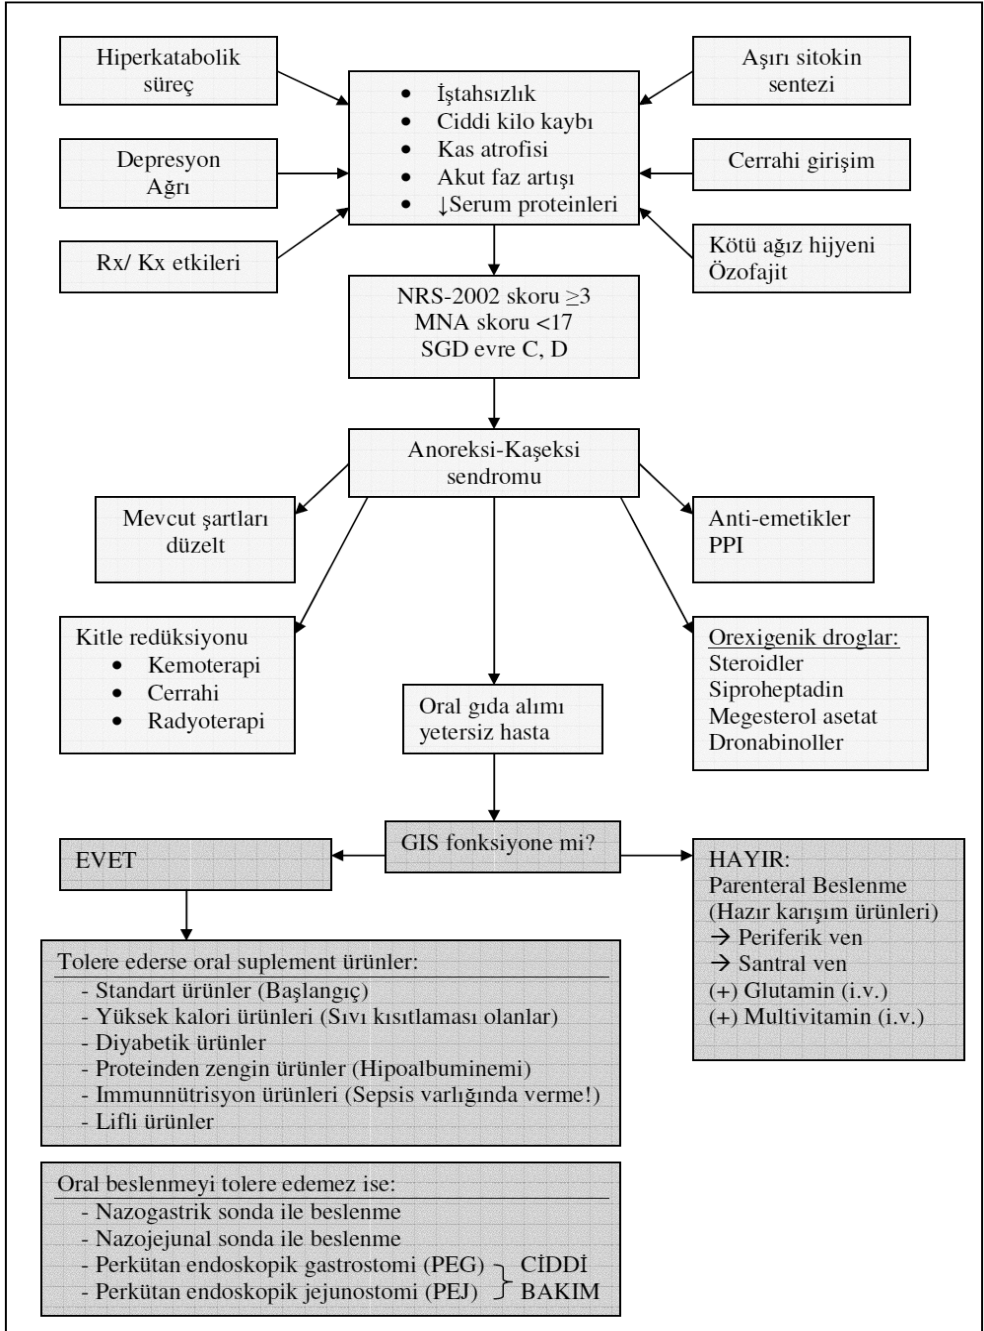 Hiperkatabolik
süreç
Aşırı sitokin
sentezi
• İştahsızlık
• Ciddi kilo kaybı
• Kas atrofisi
• Akut faz artışı
• ↓Serum proteinleri
Depresyon
Ağrı
Cerrahi girişim
Rx/ Kx etkileri
Kötü ağız hijyeni
Özofajit
NRS-2002 skoru ≥3
MNA skoru <17
SGD evre C, D
Anoreksi-Kaşeksi
sendromu
Mevcut şartları
düzelt
Anti-emetikler
PPI
Kitle redüksiyonu
• Kemoterapi
• Cerrahi
• Radyoterapi
Oral gıda alımı
yetersiz hasta
Orexigenik droglar:
Steroidler
Siproheptadin
Megesterol asetat
Dronabinoller
GIS fonksiyone mi?
EVET
HAYIR:
Parenteral Beslenme
(Hazır karışım ürünleri)
→ Periferik ven
→ Santral ven
(+) Glutamin (i.v.)
(+) Multivitamin (i.v.)
Tolere ederse oral suplement ürünler:
- Standart ürünler (Başlangıç)
- Yüksek kalori ürünleri (Sıvı kısıtlaması olanlar)
- Diyabetik ürünler
- Proteinden zengin ürünler (Hipoalbuminemi)
- Immunnütrisyon ürünleri (Sepsis varlığında verme!)
- Lifli ürünler
Oral beslenmeyi tolere edemez ise:
- Nazogastrik sonda ile beslenme
- Nazojejunal sonda ile beslenme
- Perkütan endoskopik gastrostomi (PEG) CİDDİ
- Perkütan endoskopik jejunostomi (PEJ) BAKIM